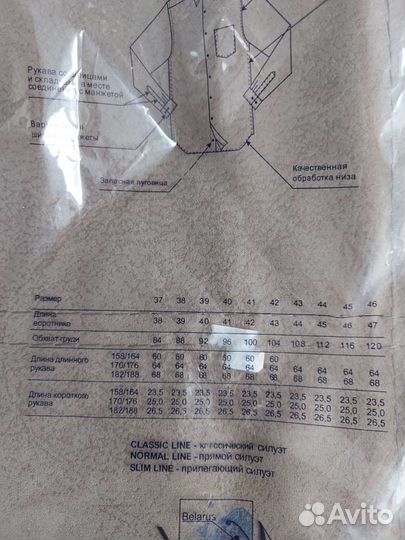 Рукава со
и склад
а месте
соедин
с манжетой
Вар
ши
Запасная пуговица
Качественная
обработка низа
Размер 37 38 39 40 41 42 43 44 45 46
Длина
воротника 38 39 40 41 42 43 44 45 46 47
Обхват груди 84 88 92 96 100 104 108 112 116 120
Длина длинного 158/164 60 60 60 60 60 60
рукава 170/176 64 64 64 64 64 64 64 64 64
182/188 68 68 68 68 68 68 68 68 68
Длина короткого 158/164 23,5 23,5 23,5 23,5 23,5 23,5 23,5 23,5 23,5 23,5
рукава 170/176 25,0 25,0 25,0 25,0 25,0 25,0 25,0 25,0 25,0
182/188 26,5 26,5 26,5 26,5 26,5 26,5 26,5 26,5 26,5 26,5
CLASSIC LINE - классический силуэт
NORMAL LINE - прямой силуэт
SLIM LINE - прилегающий силуэт
Belarus
Avito